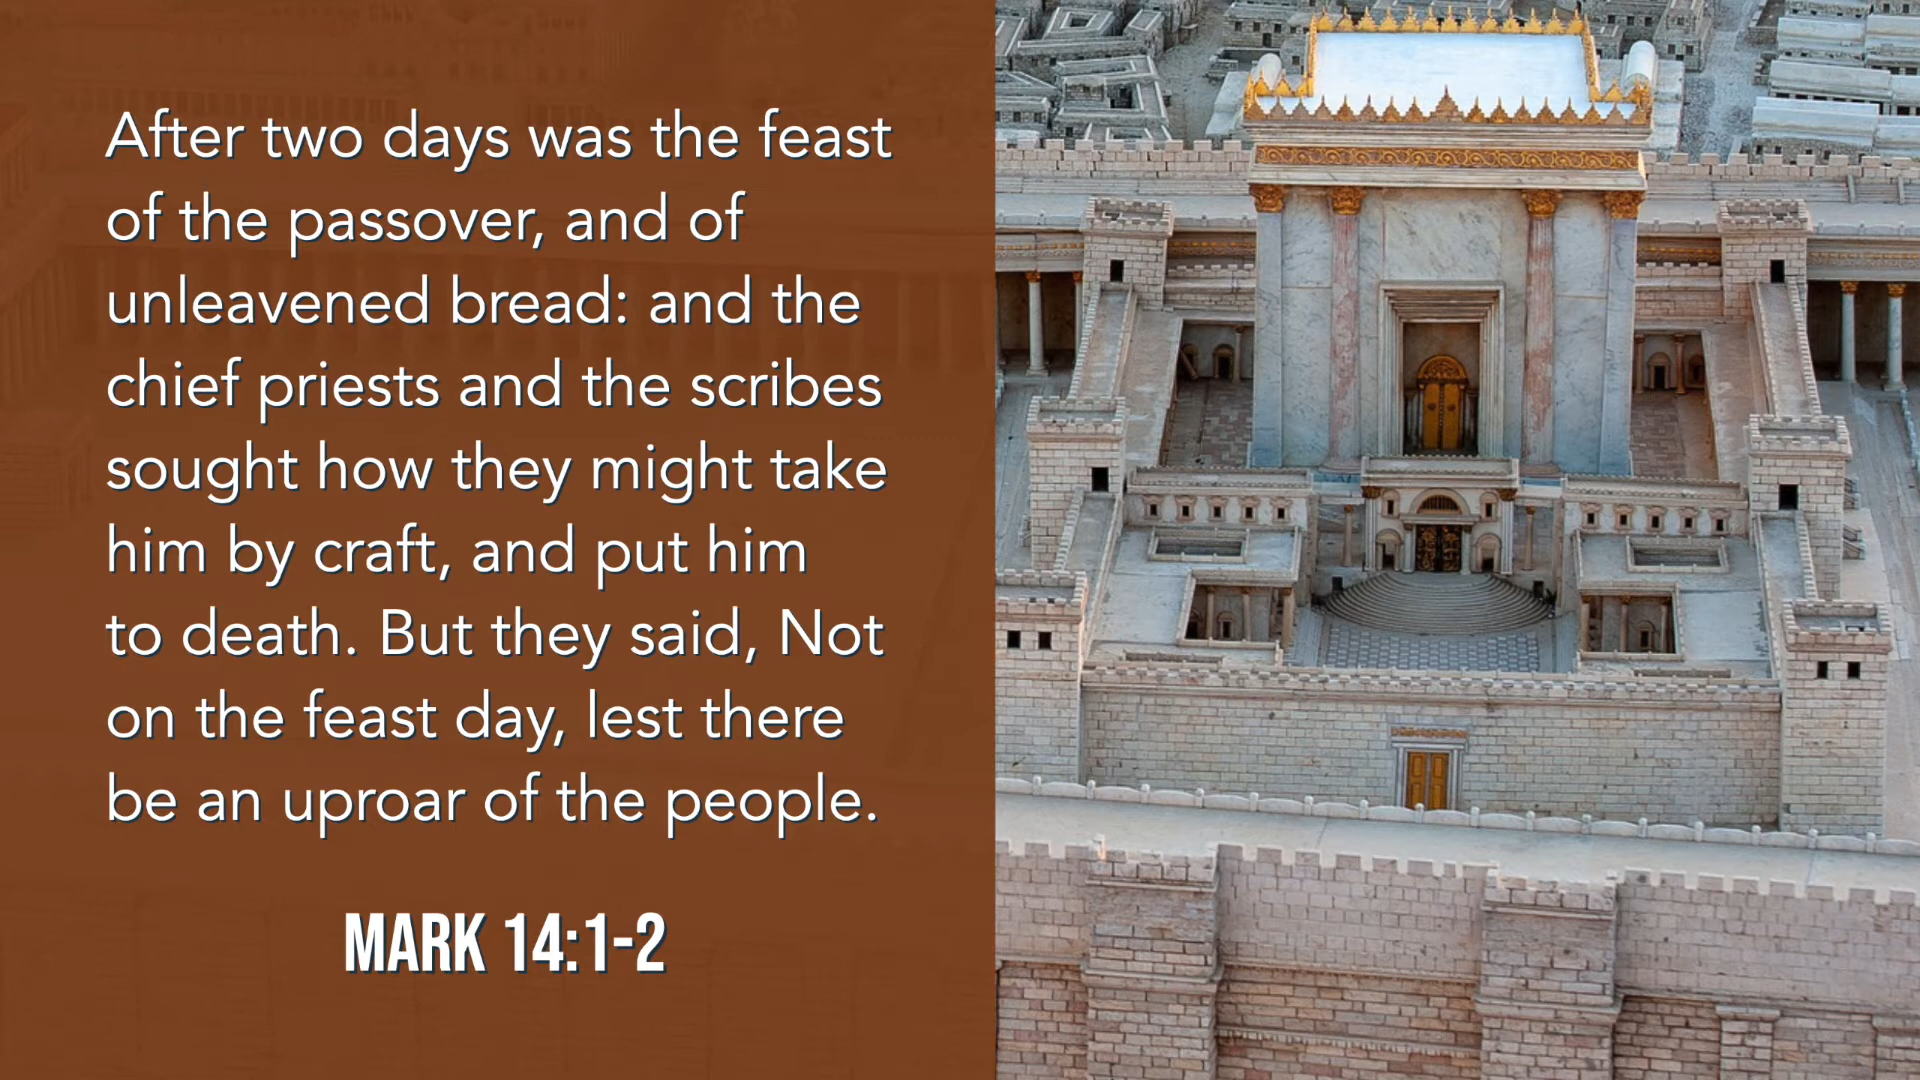 After two days was the feast
of the passover, and of
unleavened bread: and the
chief priests and the scribes
sought how they might take
him by craft, and put him
to death. But they said, Not
on the feast day, lest there
be an uproar of the people.
MARK 14:1-2